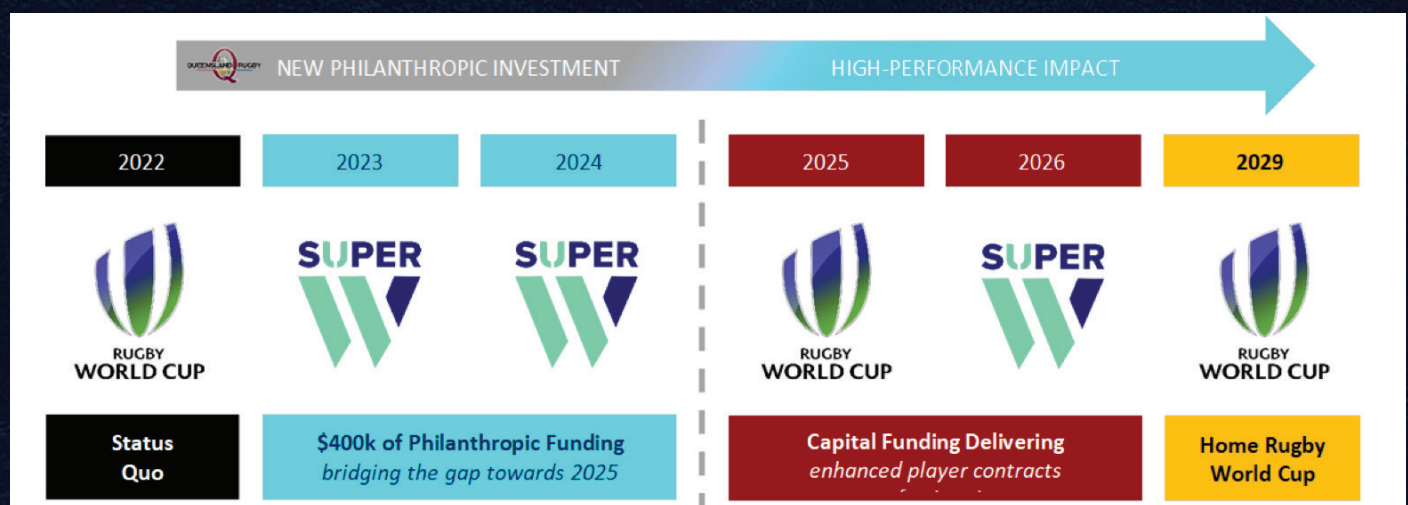 QUEENSLAND RUGBY
NEW PHILANTHROPIC INVESTMENT
HIGH-PERFORMANCE IMPACT
2022
2023
2024
2025
2026
2029
RUGBY
WORLD CUP
SUPER
W
SUPER
W
RUGBY
WORLD CUP
SUPER
W
RUGBY
WORLD CUP
Status
Quo
$400k of Philanthropic Funding
bridging the gap towards 2025
Capital Funding Delivering
enhanced player contracts
Home Rugby
World Cup